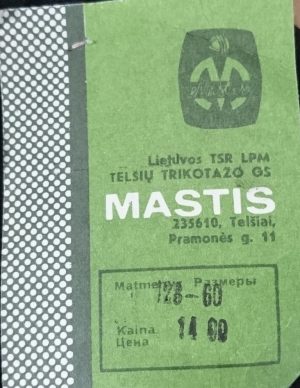 Lietuvos TSR LPM
TELŠIŲ TRIKOTAŽO GS
MASTIS
235610, Telšiai,
Pramonės g. 11
Matmenys Размеры
128-60
Kaina 14 00
Цена